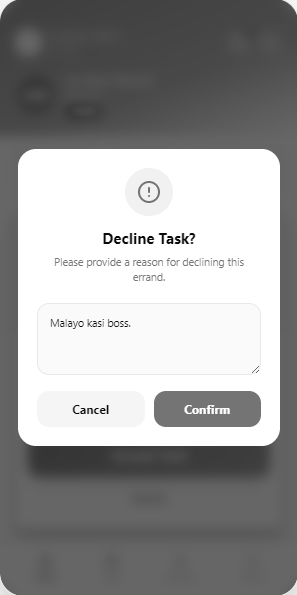 Decline Task?
Please provide a reason for declining this
errand.
Malayo kasi boss.
Cancel
Confirm